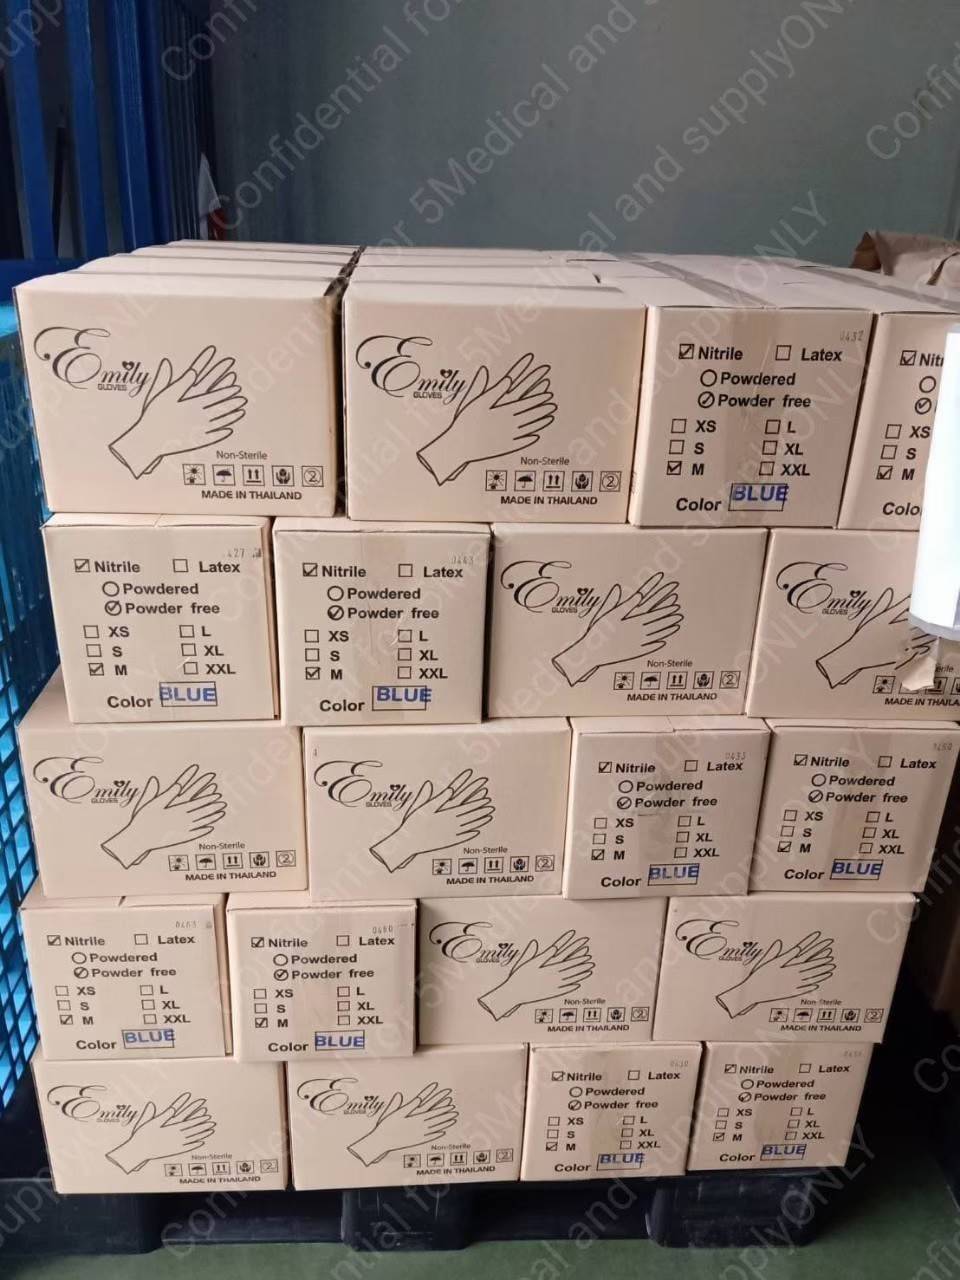 Confidential for 5Medical and supplyONLY
Emily
GLOVES
Non-Sterile
MADE IN THAILAND
Emily
GLOVES
Non-Sterile
MADE IN THAILAND
0432
Nitrile Latex
Powdered
Powder free
XS L
S XL
M XXL
Color BLUE
XS
S
M
427
Nitrile Latex
Powdered
Powder free
XS L
S XL
M XXL
Color BLUE
Nitrile Latex
Powdered
Powder free
XS L
S XL
M XXL
Color BLUE
Emily
GLOVES
Non-Sterile
MADE IN THAILAND
Emily
GLOVES
Emily
GLOVES
Non-Sterile
MADE IN THAILAND
Emily
GLOVES
Non-Sterile
MADE IN THAILAND
0433
Nitrile Latex
Powdered
Powder free
XS L
S XL
M XXL
Color BLUE
Nitrile Latex
Powdered
Powder free
XS L
S XL
M XXL
Color BLUE
Nitrile Latex
Powdered
Powder free
XS L
S XL
M XXL
Color BLUE
Nitrile Latex
Powdered
Powder free
XS L
S XL
M XXL
Color BLUE
Emily
GLOVES
Non-Sterile
MADE IN THAILAND
Emily
GLOVES
Non-Sterile
MADE IN THAILAND
Emily
GLOVES
Non-Sterile
MADE IN THAILAND
Emily
GLOVES
Non-Sterile
MADE IN THAILAND
Nitrile Latex
Powdered
Powder free
XS L
S XL
M XXL
Color BLUE
Nitrile Latex
Powdered
Powder free
XS L
S XL
M XXL
Color BLUE